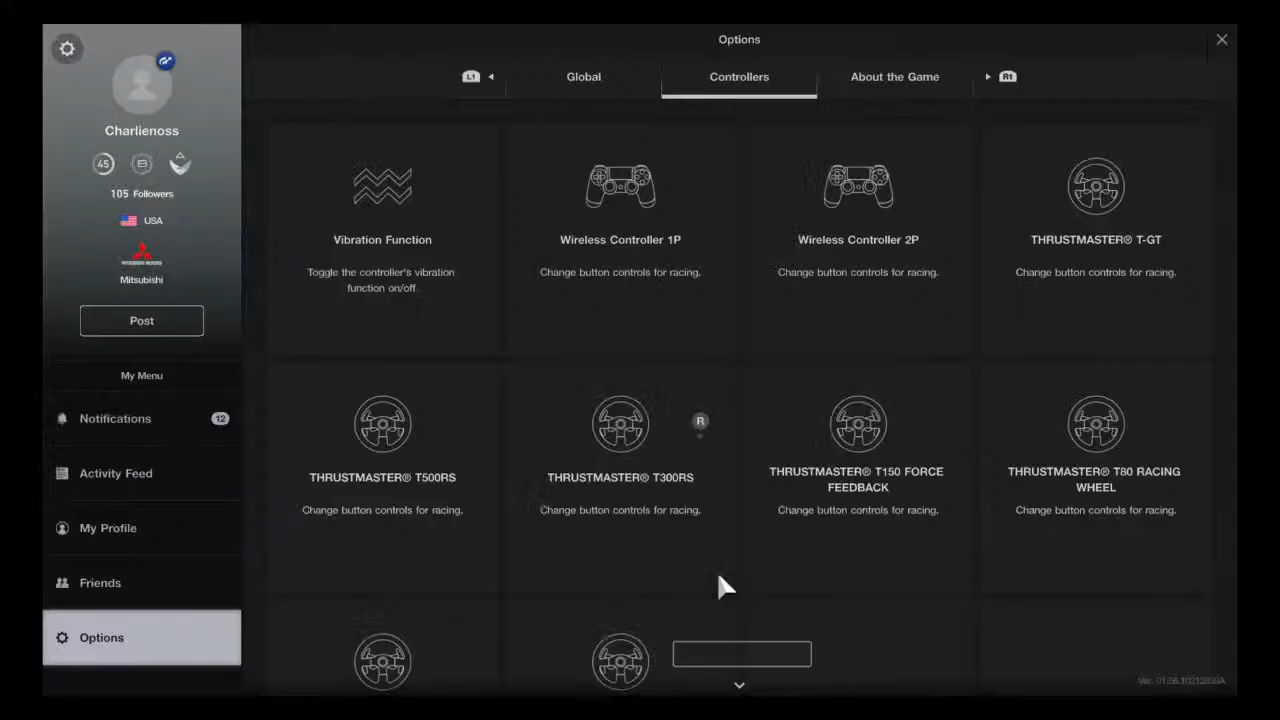 Options
L1
Global
Controllers
About the Game
R1
Charlienoss
45
B
105 Followers
USA
MITSUBISHI MOTORS
Mitsubishi
Post
My Menu
Notifications
12
Activity Feed
My Profile
Friends
Options
Vibration Function
Toggle the controller's vibration
function on/off.
Wireless Controller 1P
Change button controls for racing.
Wireless Controller 2P
Change button controls for racing.
THRUSTMASTER® T-GT
Change button controls for racing.
THRUSTMASTER® T500RS
Change button controls for racing.
R
THRUSTMASTER® T300RS
Change button controls for racing.
THRUSTMASTER® T150 FORCE
FEEDBACK
Change button controls for racing.
THRUSTMASTER® T80 RACING
WHEEL
Change button controls for racing.